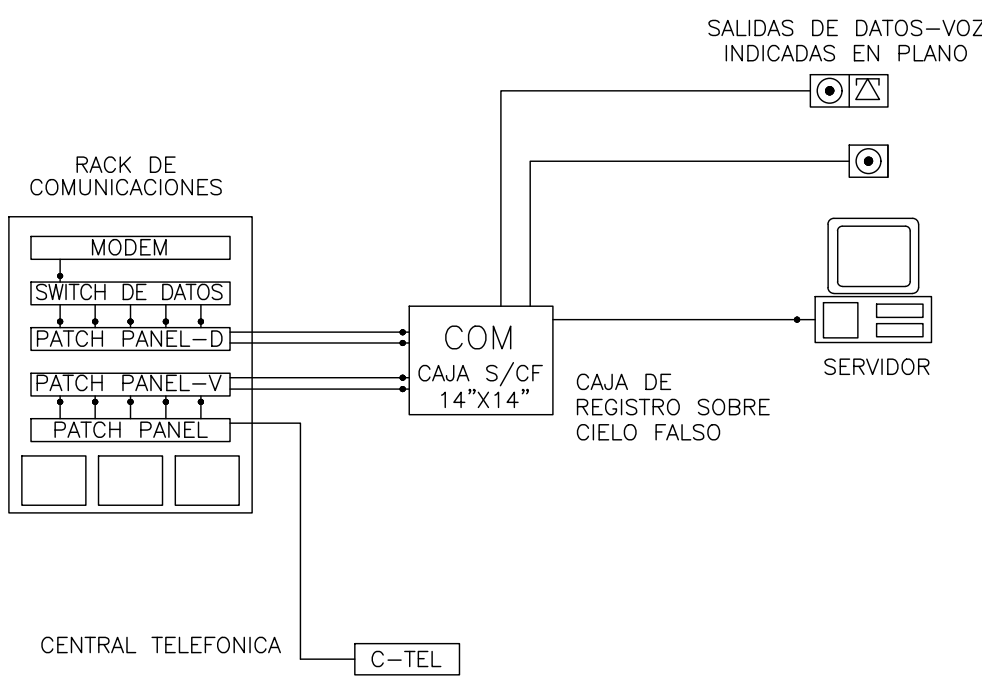 SALIDAS DE DATOS-VOZ
INDICADAS EN PLANO
RACK DE
COMUNICACIONES
MODEM
SWITCH DE DATOS
PATCH PANEL-D
PATCH PANEL-V
PATCH PANEL
COM
CAJA S/CF
14"X14"
CAJA DE
REGISTRO SOBRE
CIELO FALSO
SERVIDOR
CENTRAL TELEFONICA
C-TEL